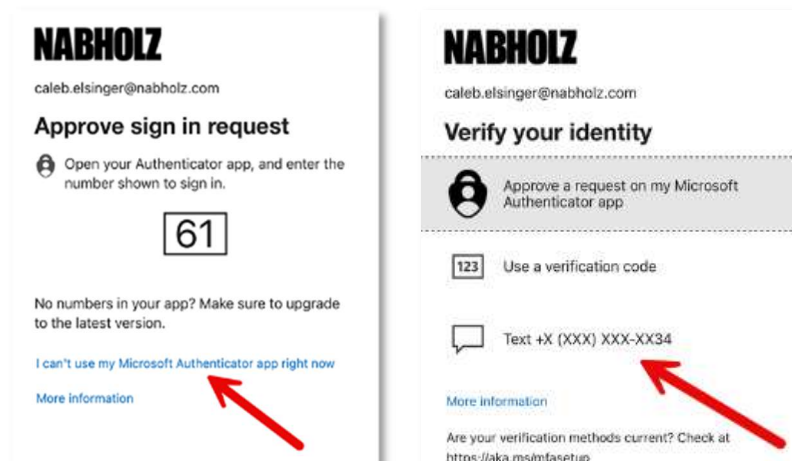 NABHOLZ
caleb.elsinger@nabholz.com
Approve sign in request
Open your Authenticator app, and enter the
number shown to sign in.
61
No numbers in your app? Make sure to upgrade
to the latest version.
I can't use my Microsoft Authenticator app right now
More information
NABHOLZ
caleb.elsinger@nabholz.com
Verify your identity
Approve a request on my Microsoft
Authenticator app
123
Use a verification code
Text +X (XXX) XXX-XX34
More information
Are your verification methods current? Check at
https://aka.ms/mfasetup